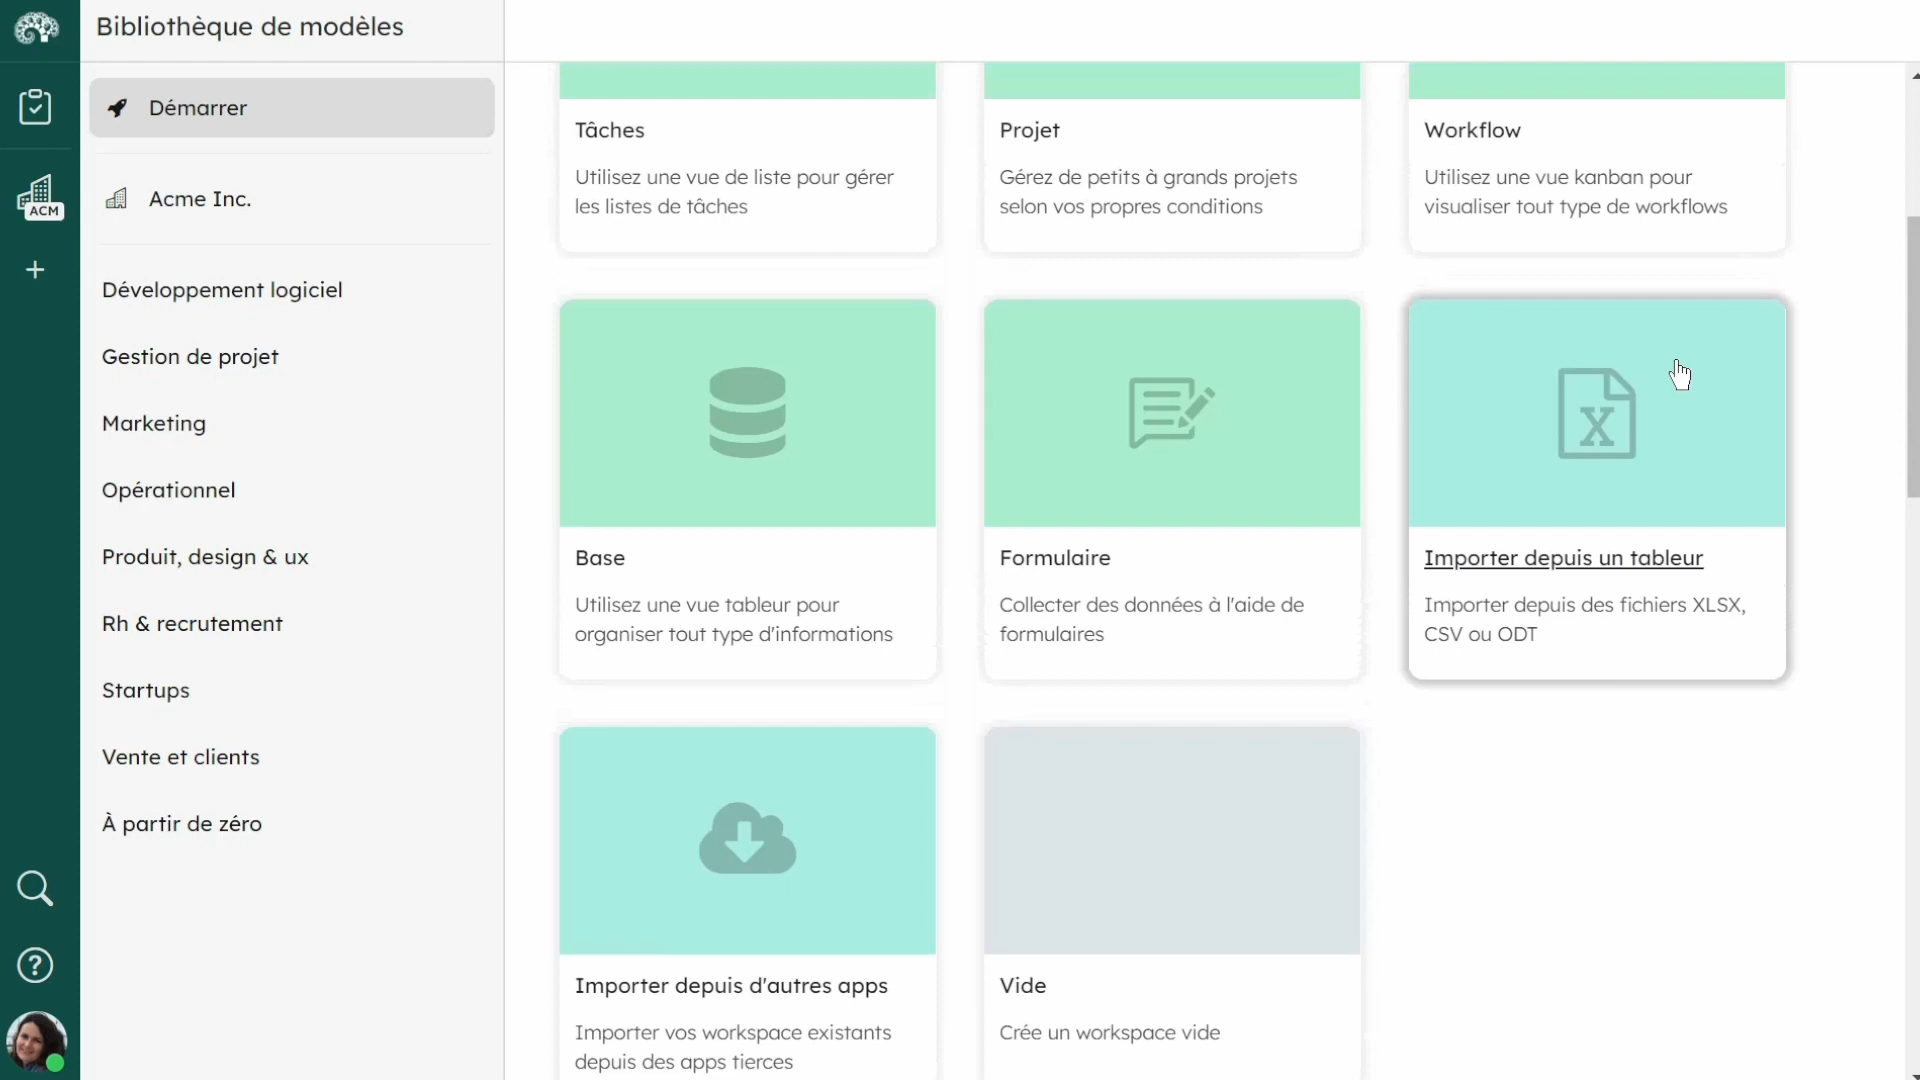 Bibliothèque de modèles
Démarrer
ACM
Acme Inc.
Développement logiciel
Gestion de projet
Marketing
Opérationnel
Produit, design & ux
Rh & recrutement
Startups
Vente et clients
À partir de zéro
Tâches
Utilisez une vue de liste pour gérer
les listes de tâches
Projet
Gérez de petits à grands projets
selon vos propres conditions
Workflow
Utilisez une vue kanban pour
visualiser tout type de workflows
Base
Utilisez une vue tableur pour
organiser tout type d'informations
Formulaire
Collecter des données à l'aide de
formulaires
X
Importer depuis un tableur
Importer depuis des fichiers XLSX,
CSV ou ODT
Importer depuis d'autres apps
Importer vos workspace existants
depuis des apps tierces
Vide
Crée un workspace vide